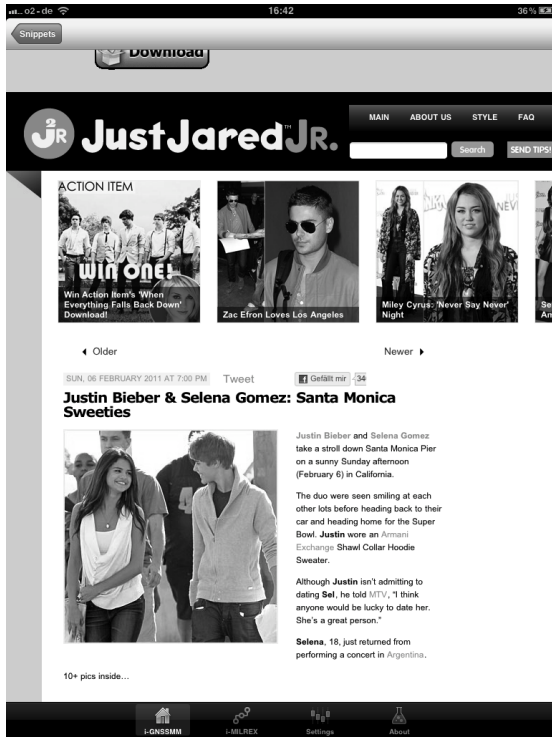 o2-de
16:42
36%
Snippets
Download
2
JR
JustJared™JR.
MAIN ABOUT US STYLE FAQ
Search SEND TIPS!
ACTION ITEM
WIN ONE!
Win Action Item's 'When
Everything Falls Back Down'
Download!
Zac Efron Loves Los Angeles
NEV
Miley Cyrus: 'Never Say Never'
Night
Se
Am
Older
Newer
SUN, 06 FEBRUARY 2011 AT 7:00 PM Tweet Gefällt mir 34
Justin Bieber & Selena Gomez: Santa Monica
Sweeties
Justin Bieber and Selena Gomez
take a stroll down Santa Monica Pier
on a sunny Sunday afternoon
(February 6) in California.
The duo were seen smiling at each
other lots before heading back to their
car and heading home for the Super
Bowl. Justin wore an Armani
Exchange Shawl Collar Hoodie
Sweater.
Although Justin isn't admitting to
dating Sel, he told MTV, "I think
anyone would be lucky to date her.
She's a great person."
Selena, 18, just returned from
performing a concert in Argentina.
10+ pics inside…
i-GNSSMM i-MILREX Settings About